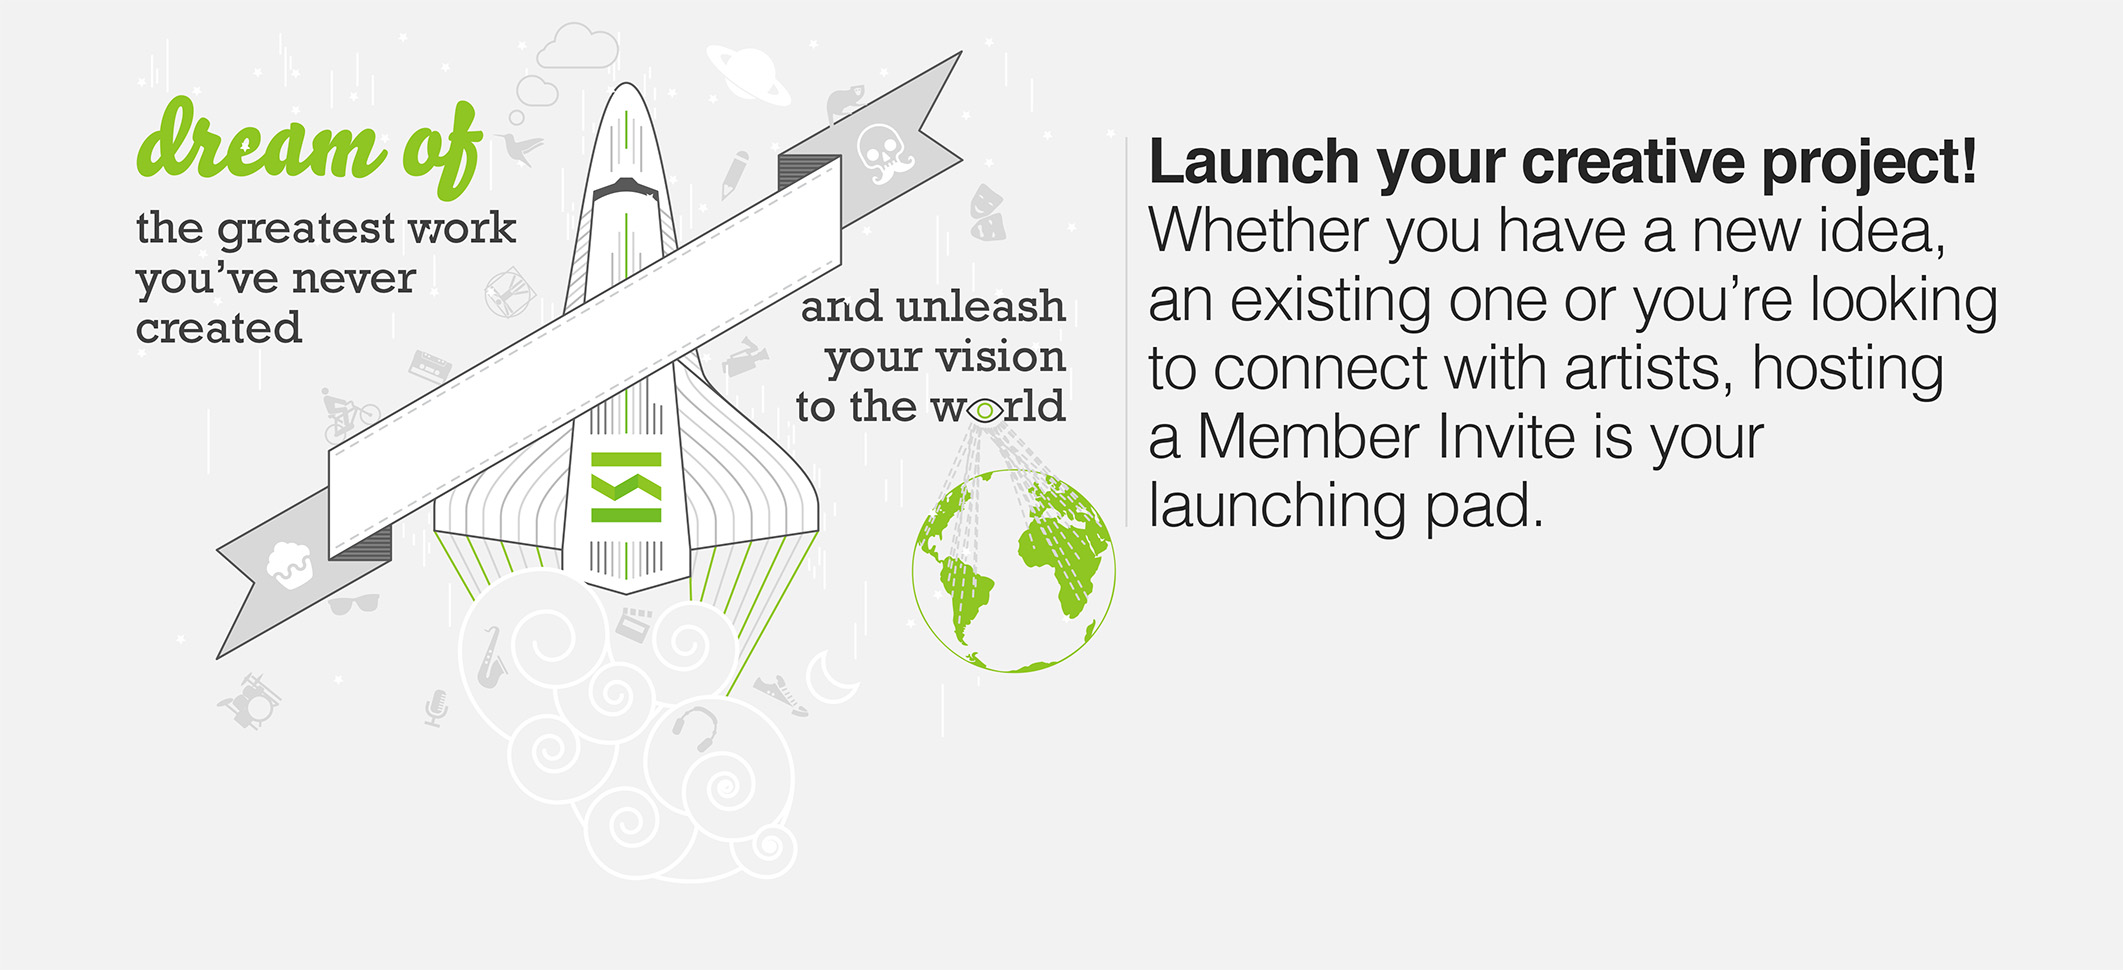 dream of
the greatest work
you've never
created
and unleash
your vision
to the world
Launch your creative project!
Whether you have a new idea,
an existing one or you're looking
to connect with artists, hosting
a Member Invite is your
launching pad.